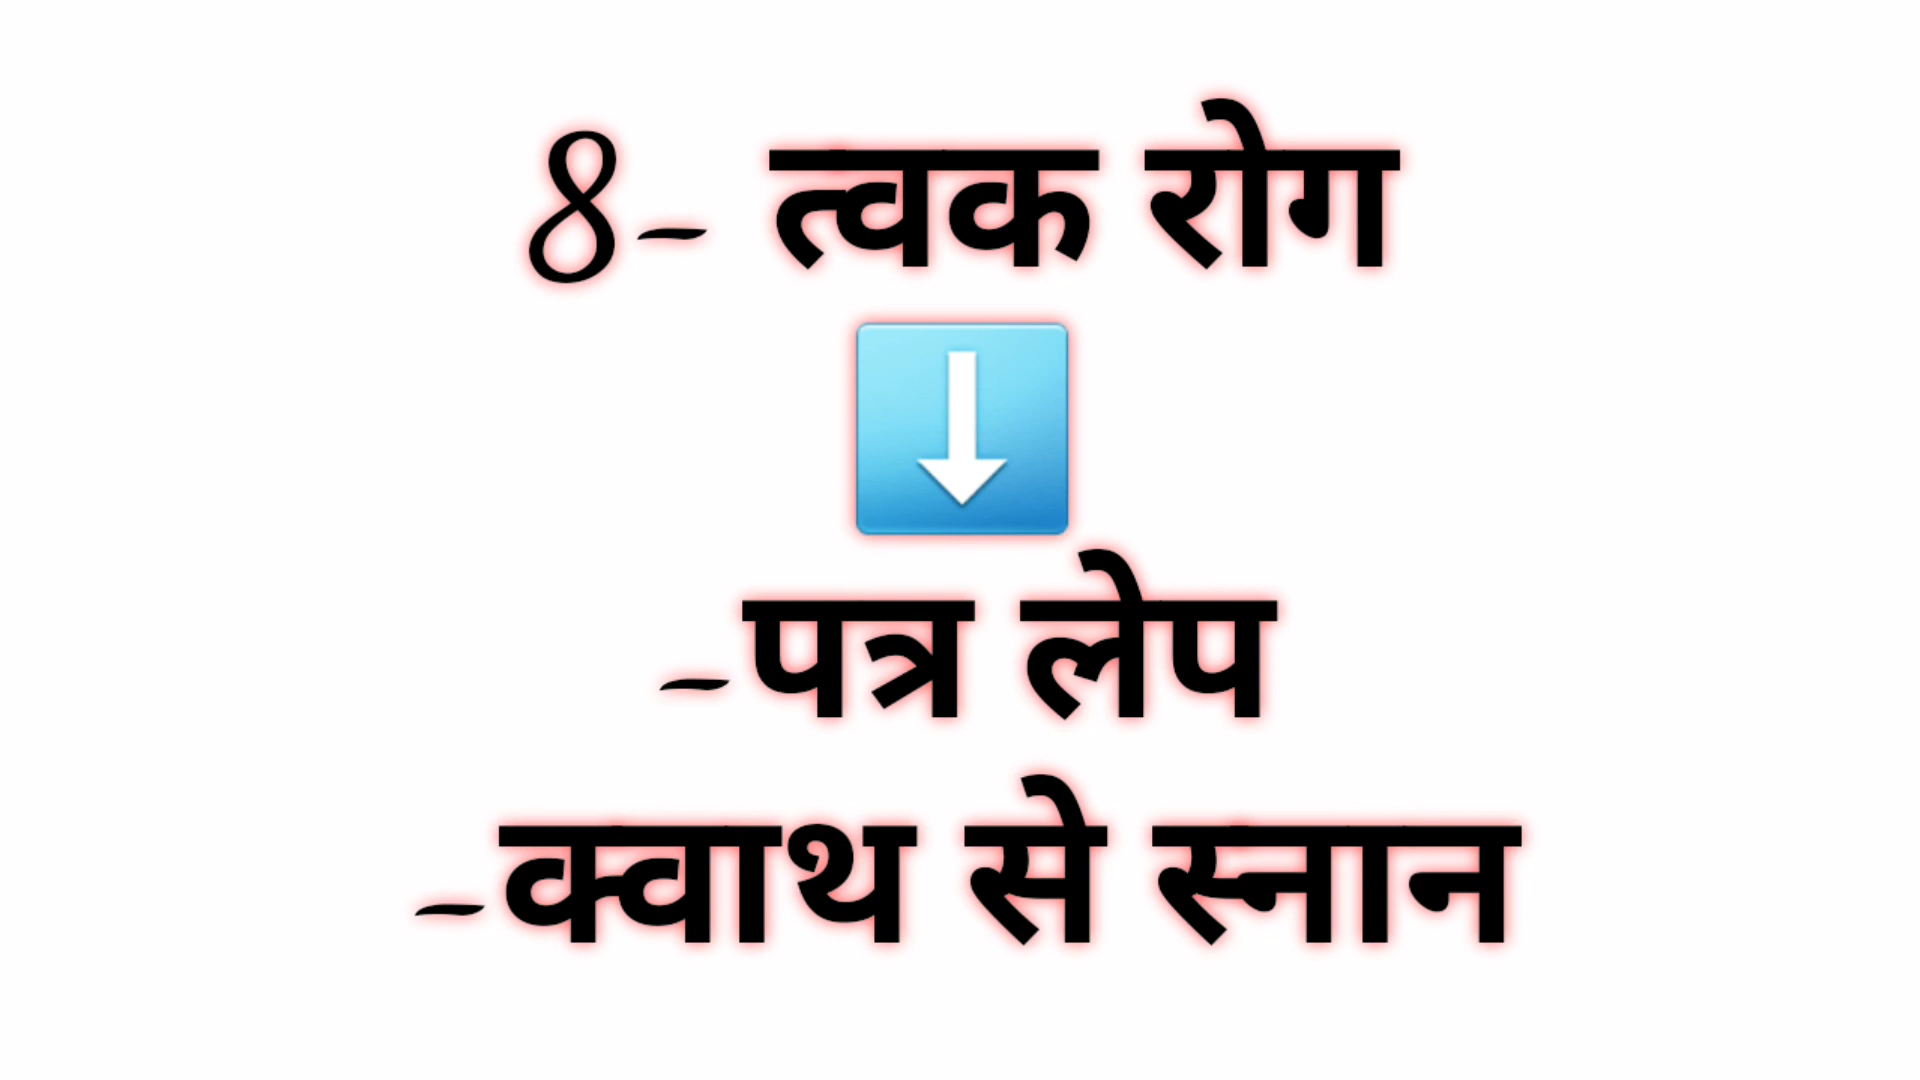 8- त्वक रोग
⬇️
-पत्र लेप
-क्वाथ से स्नान